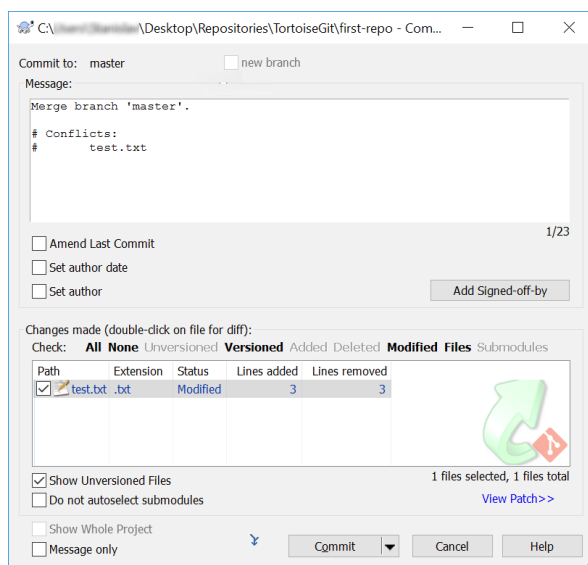 C:\ \Desktop\Repositories\TortoiseGit\first-repo - Com...
Commit to: master new branch
Message:
Merge branch 'master'.
# Conflicts:
# test.txt
1/23
Amend Last Commit
Set author date
Set author
Add Signed-off-by
Changes made (double-click on file for diff):
Check: All None Unversioned Versioned Added Deleted Modified Files Submodules
Path Extension Status Lines added Lines removed
test.txt .txt Modified 3 3
Show Unversioned Files
1 files selected, 1 files total
Do not autoselect submodules
View Patch>>
Show Whole Project
Message only
Commit Cancel Help